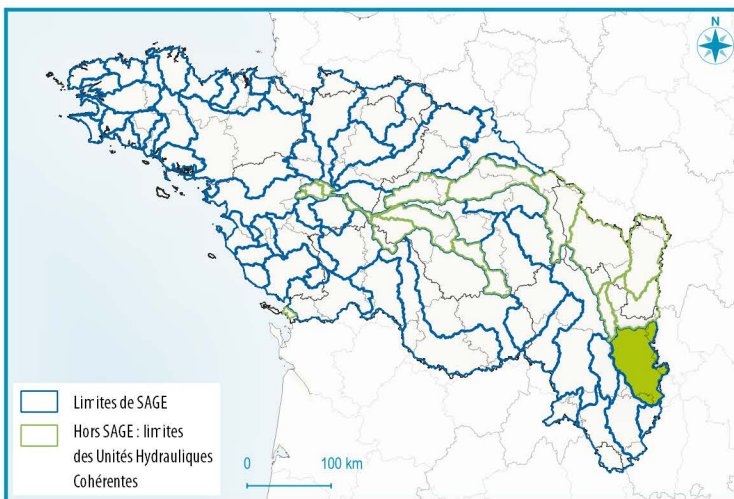 N
Limites de SAGE
Hors SAGE : limites
des Unités Hydrauliques
Cohérentes
0 100 km